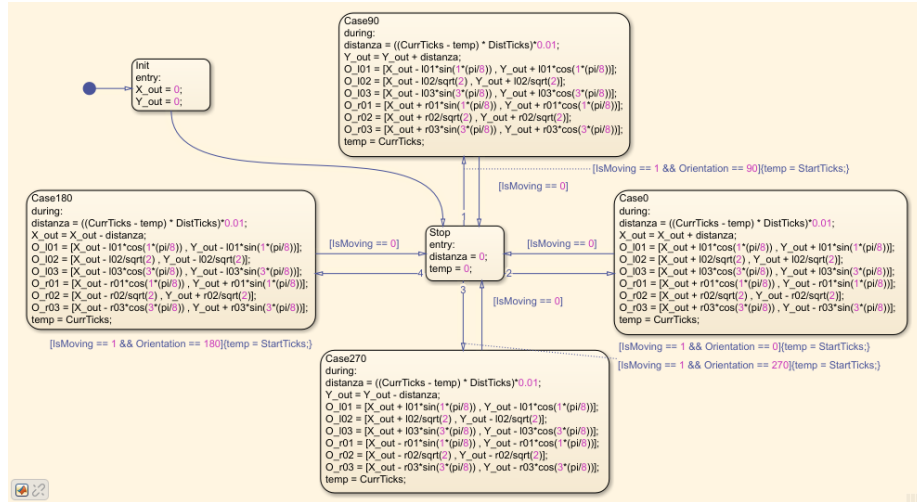 Case90
during:
distanza = ((CurrTicks - temp) * DistTicks)*0.01;
Y_out = Y_out + distanza;
O_l01 = [X_out - l01*sin(1*(pi/8)) , Y_out + l01*cos(1*(pi/8))];
O_l02 = [X_out - l02/sqrt(2) , Y_out + l02/sqrt(2)];
O_l03 = [X_out - l03*sin(3*(pi/8)) , Y_out + l03*cos(3*(pi/8))];
O_r01 = [X_out + r01*sin(1*(pi/8)) , Y_out + r01*cos(1*(pi/8))];
O_r02 = [X_out + r02/sqrt(2) , Y_out + r02/sqrt(2)];
O_r03 = [X_out + r03*sin(3*(pi/8)) , Y_out + r03*cos(3*(pi/8))];
temp = CurrTicks;
Init
entry:
X_out = 0;
Y_out = 0;
[IsMoving == 1 && Orientation == 90]{temp = StartTicks;}
[IsMoving == 0]
Case180
during:
distanza = ((CurrTicks - temp) * DistTicks)*0.01;
X_out = X_out - distanza;
O_l01 = [X_out - l01*cos(1*(pi/8)) , Y_out - l01*sin(1*(pi/8))];
O_l02 = [X_out - l02/sqrt(2) , Y_out - l02/sqrt(2)];
O_l03 = [X_out - l03*cos(3*(pi/8)) , Y_out - l03*sin(3*(pi/8))];
O_r01 = [X_out - r01*cos(1*(pi/8)) , Y_out + r01*sin(1*(pi/8))];
O_r02 = [X_out - r02/sqrt(2) , Y_out + r02/sqrt(2)];
O_r03 = [X_out - r03*cos(3*(pi/8)) , Y_out + r03*sin(3*(pi/8))];
temp = CurrTicks;
[IsMoving == 0]
1
Stop
entry:
distanza = 0;
temp = 0;
4
2
3
[IsMoving == 0]
Case0
during:
distanza = ((CurrTicks - temp) * DistTicks)*0.01;
X_out = X_out + distanza;
O_l01 = [X_out + l01*cos(1*(pi/8)) , Y_out + l01*sin(1*(pi/8))];
O_l02 = [X_out + l02/sqrt(2) , Y_out + l02/sqrt(2)];
O_l03 = [X_out + l03*cos(3*(pi/8)) , Y_out + l03*sin(3*(pi/8))];
O_r01 = [X_out + r01*cos(1*(pi/8)) , Y_out - r01*sin(1*(pi/8))];
O_r02 = [X_out + r02/sqrt(2) , Y_out - r02/sqrt(2)];
O_r03 = [X_out + r03*cos(3*(pi/8)) , Y_out - r03*sin(3*(pi/8))];
temp = CurrTicks;
[IsMoving == 0]
[IsMoving == 1 && Orientation == 180]{temp = StartTicks;}
[IsMoving == 1 && Orientation == 0]{temp = StartTicks;}
[IsMoving == 1 && Orientation == 270]{temp = StartTicks;}
Case270
during:
distanza = ((CurrTicks - temp) * DistTicks)*0.01;
Y_out = Y_out - distanza;
O_l01 = [X_out + l01*sin(1*(pi/8)) , Y_out - l01*cos(1*(pi/8))];
O_l02 = [X_out + l02/sqrt(2) , Y_out - l02/sqrt(2)];
O_l03 = [X_out + l03*sin(3*(pi/8)) , Y_out - l03*cos(3*(pi/8))];
O_r01 = [X_out - r01*sin(1*(pi/8)) , Y_out - r01*cos(1*(pi/8))];
O_r02 = [X_out - r02/sqrt(2) , Y_out - r02/sqrt(2)];
O_r03 = [X_out - r03*sin(3*(pi/8)) , Y_out - r03*cos(3*(pi/8))];
temp = CurrTicks;